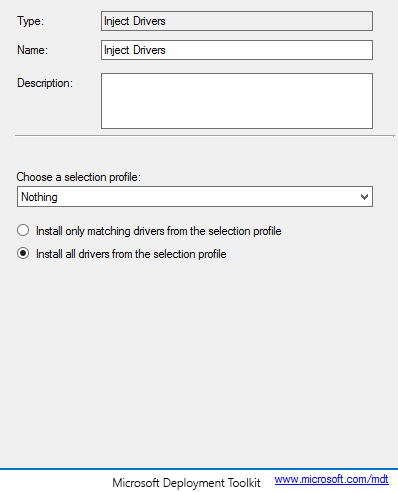 Type: Inject Drivers
Name: Inject Drivers
Description:
Choose a selection profile:
Nothing
Install only matching drivers from the selection profile
Install all drivers from the selection profile
Microsoft Deployment Toolkit www.microsoft.com/mdt